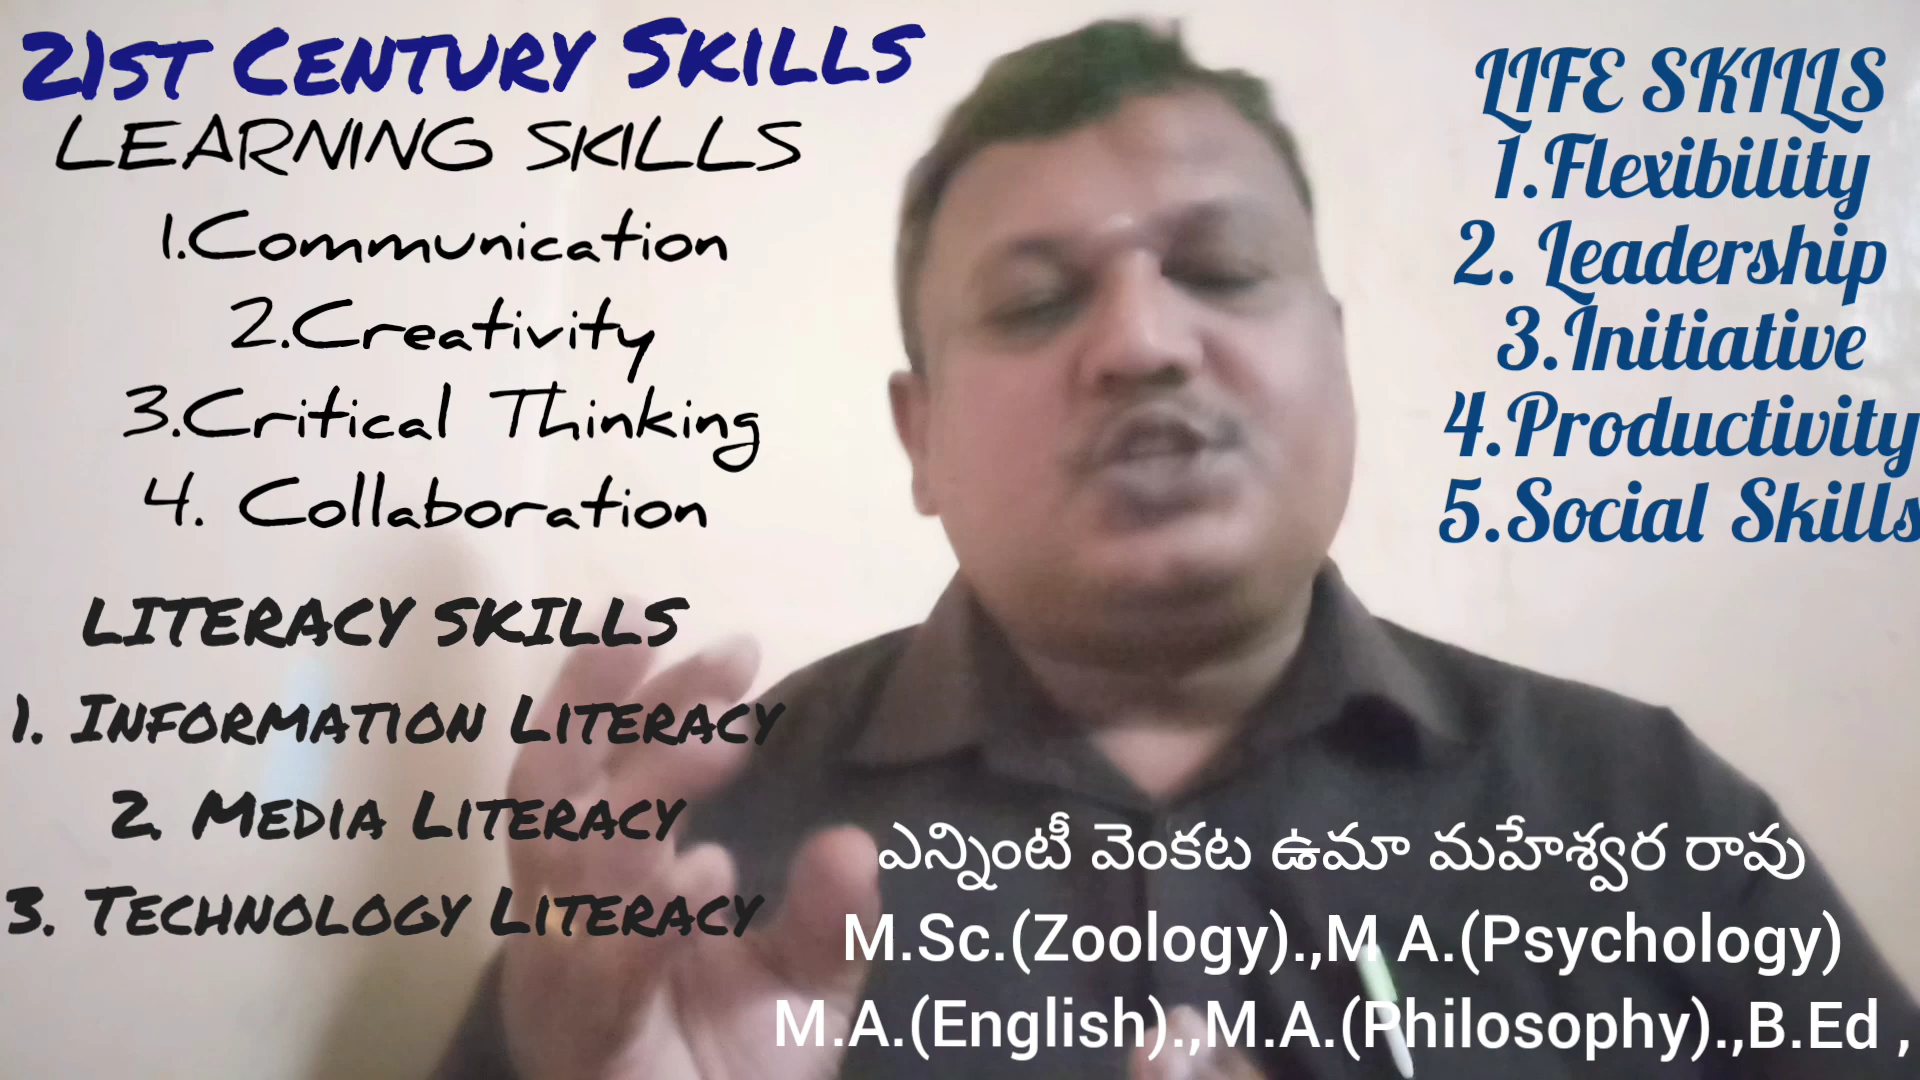 21st Century Skills
LEARNING SKILLS
1.Communication
2.Creativity
3.Critical Thinking
4. Collaboration
LITERACY SKILLS
1. Information Literacy
2. Media Literacy
3. Technology Literacy
LIFE SKILLS
1.Flexibility
2. Leadership
3.Initiative
4.Productivity
5.Social Skills
ఎన్నింటీ వెంకట ఉమా మహేశ్వర రావు
M.Sc.(Zoology).,M A.(Psychology)
M.A.(English).,M.A.(Philosophy).,B.Ed ,